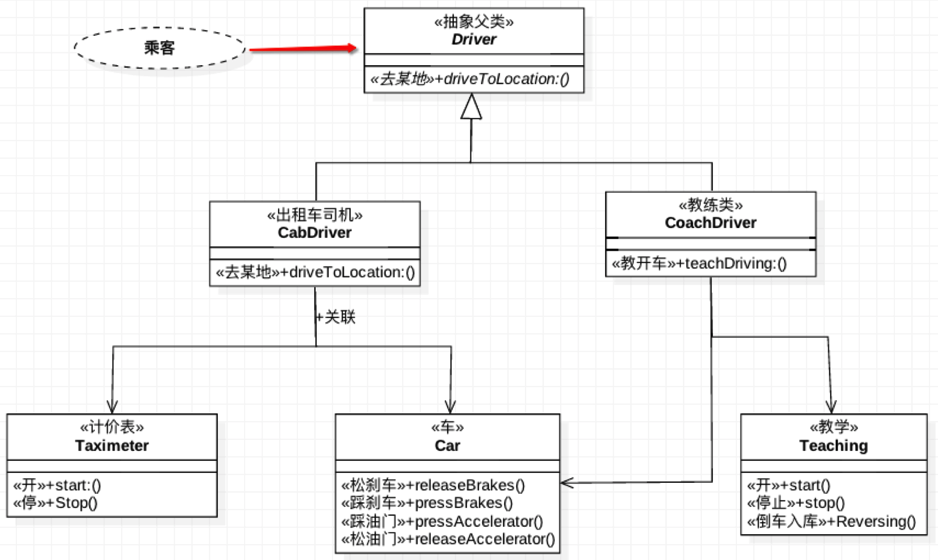 乘客
«抽象父类»
Driver
«去某地»+driveToLocation:()
«出租车司机»
CabDriver
«去某地»+driveToLocation:()
«教练类»
CoachDriver
«教开车»+teachDriving:()
+关联
«计价表»
Taximeter
«开»+start:()
«停»+Stop()
«车»
Car
«松刹车»+releaseBrakes()
«踩刹车»+pressBrakes()
«踩油门»+pressAccelerator()
«松油门»+releaseAccelerator()
«教学»
Teaching
«开»+start()
«停止»+stop()
«倒车入库»+Reversing()